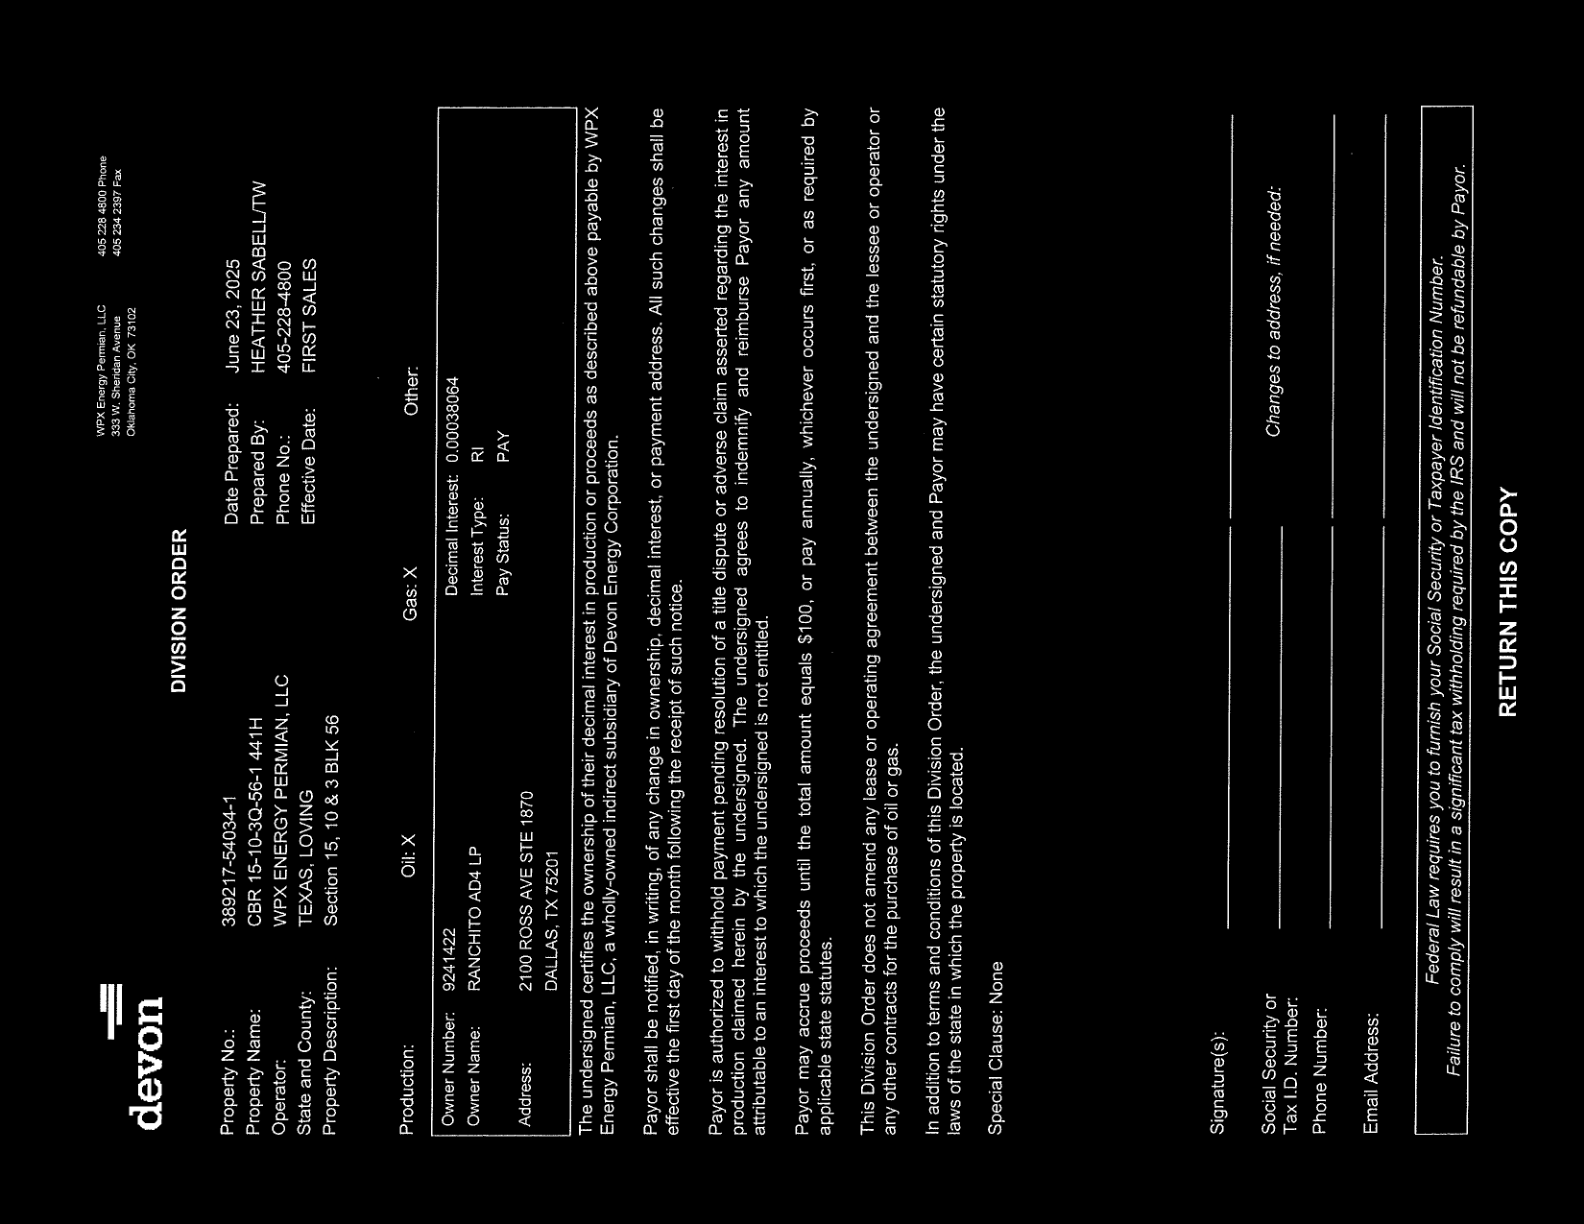 devon
WPX Energy Permian, LLC
333 W. Sheridan Avenue
Oklahoma City, OK 73102
405 228 4800 Phone
405 234 2397 Fax
DIVISION ORDER
Property No.: 389217-54034-1
Property Name: CBR 15-10-3Q-56-1 441H
Operator: WPX ENERGY PERMIAN, LLC
State and County: TEXAS, LOVING
Property Description: Section 15, 10 & 3 BLK 56
Date Prepared: June 23, 2025
Prepared By: HEATHER SABELL/TW
Phone No.: 405-228-4800
Effective Date: FIRST SALES
Production: Oil: X Gas: X Other:
Owner Number: 9241422 Decimal Interest: 0.00038064
Owner Name: RANCHITO AD4 LP Interest Type: RI
Pay Status: PAY
Address: 2100 ROSS AVE STE 1870
DALLAS, TX 75201
The undersigned certifies the ownership of their decimal interest in production or proceeds as described above payable by WPX
Energy Permian, LLC, a wholly-owned indirect subsidiary of Devon Energy Corporation.
Payor shall be notified, in writing, of any change in ownership, decimal interest, or payment address. All such changes shall be
effective the first day of the month following the receipt of such notice.
Payor is authorized to withhold payment pending resolution of a title dispute or adverse claim asserted regarding the interest in
production claimed herein by the undersigned. The undersigned agrees to indemnify and reimburse Payor any amount
attributable to an interest to which the undersigned is not entitled.
Payor may accrue proceeds until the total amount equals $100, or pay annually, whichever occurs first, or as required by
applicable state statutes.
This Division Order does not amend any lease or operating agreement between the undersigned and the lessee or operator or
any other contracts for the purchase of oil or gas.
In addition to terms and conditions of this Division Order, the undersigned and Payor may have certain statutory rights under the
laws of the state in which the property is located.
Special Clause: None
Signature(s):
Social Security or
Tax I.D. Number:
Changes to address, if needed:
Phone Number:
Email Address:
Federal Law requires you to furnish your Social Security or Taxpayer Identification Number.
Failure to comply will result in a significant tax withholding required by the IRS and will not be refundable by Payor.
RETURN THIS COPY